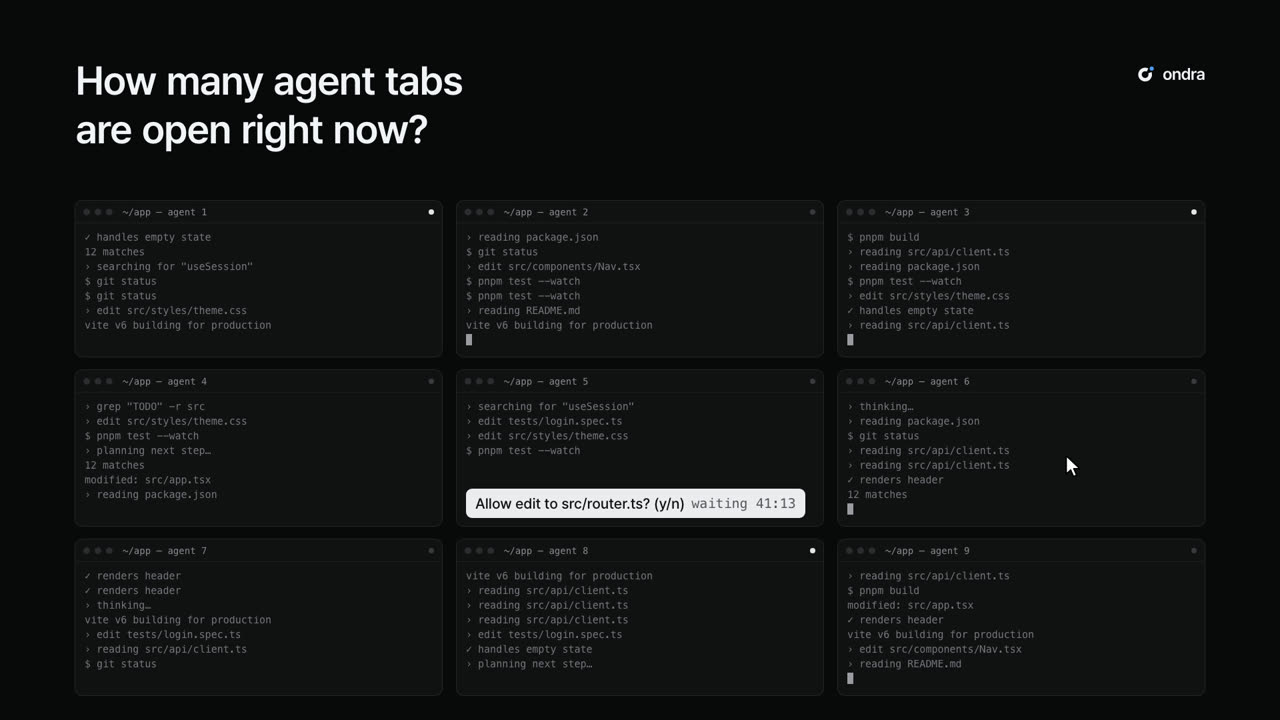 How many agent tabs
are open right now?
ondra
~/app — agent 1
✓ handles empty state
12 matches
› searching for "useSession"
$ git status
$ git status
› edit src/styles/theme.css
vite v6 building for production
~/app — agent 2
› reading package.json
$ git status
› edit src/components/Nav.tsx
$ pnpm test --watch
$ pnpm test --watch
› reading README.md
vite v6 building for production
~/app — agent 3
$ pnpm build
› reading src/api/client.ts
› reading package.json
$ pnpm test --watch
› edit src/styles/theme.css
✓ handles empty state
› reading src/api/client.ts
~/app — agent 4
› grep "TODO" -r src
› edit src/styles/theme.css
$ pnpm test --watch
› planning next step…
12 matches
modified: src/app.tsx
› reading package.json
~/app — agent 5
› searching for "useSession"
› edit tests/login.spec.ts
› edit src/styles/theme.css
$ pnpm test --watch
Allow edit to src/router.ts? (y/n) waiting 41:13
~/app — agent 6
› thinking…
› reading package.json
$ git status
› reading src/api/client.ts
› reading src/api/client.ts
✓ renders header
12 matches
~/app — agent 7
✓ renders header
✓ renders header
› thinking…
vite v6 building for production
› edit tests/login.spec.ts
› reading src/api/client.ts
$ git status
~/app — agent 8
vite v6 building for production
› reading src/api/client.ts
› reading src/api/client.ts
› reading src/api/client.ts
› edit tests/login.spec.ts
✓ handles empty state
› planning next step…
~/app — agent 9
› reading src/api/client.ts
$ pnpm build
modified: src/app.tsx
✓ renders header
vite v6 building for production
› edit src/components/Nav.tsx
› reading README.md